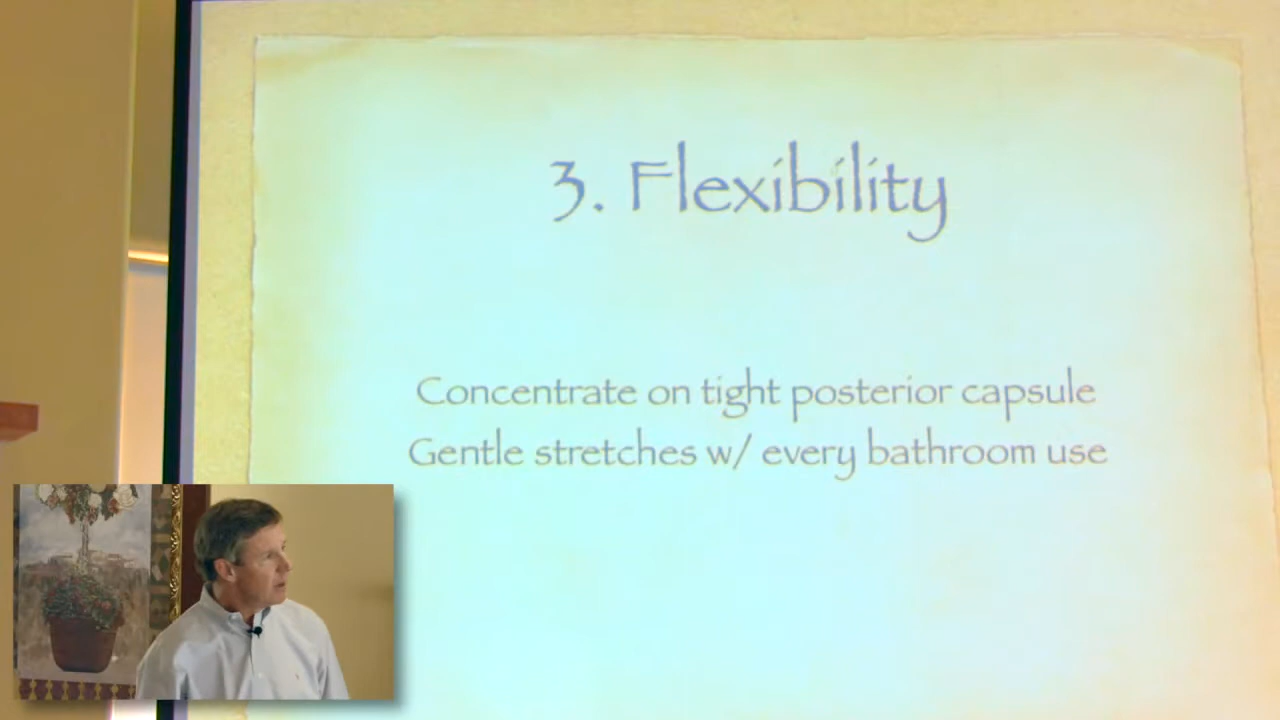 3. Flexibility
Concentrate on tight posterior capsule
Gentle stretches w/ every bathroom use